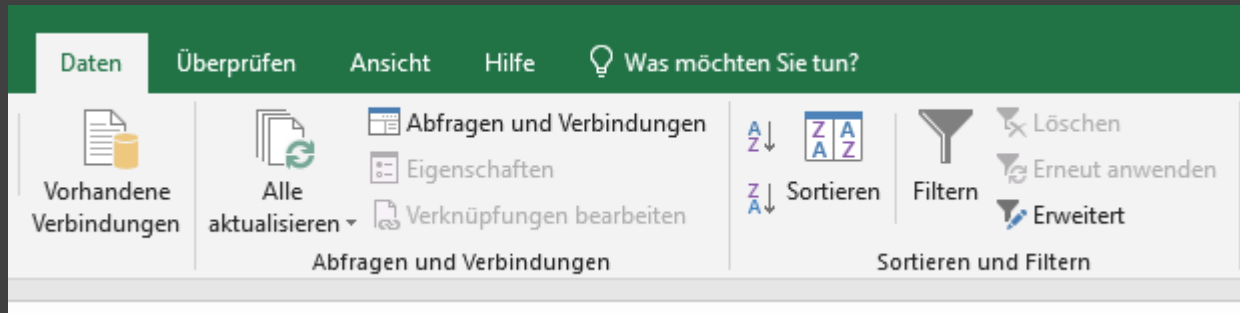 Daten Überprüfen Ansicht Hilfe Was möchten Sie tun?
Vorhandene
Verbindungen
Alle
aktualisieren
Abfragen und Verbindungen
Eigenschaften
Verknüpfungen bearbeiten
Abfragen und Verbindungen
A
Z
Z
A
Z A
A Z
Sortieren
Filtern
Löschen
Erneut anwenden
Erweitert
Sortieren und Filtern